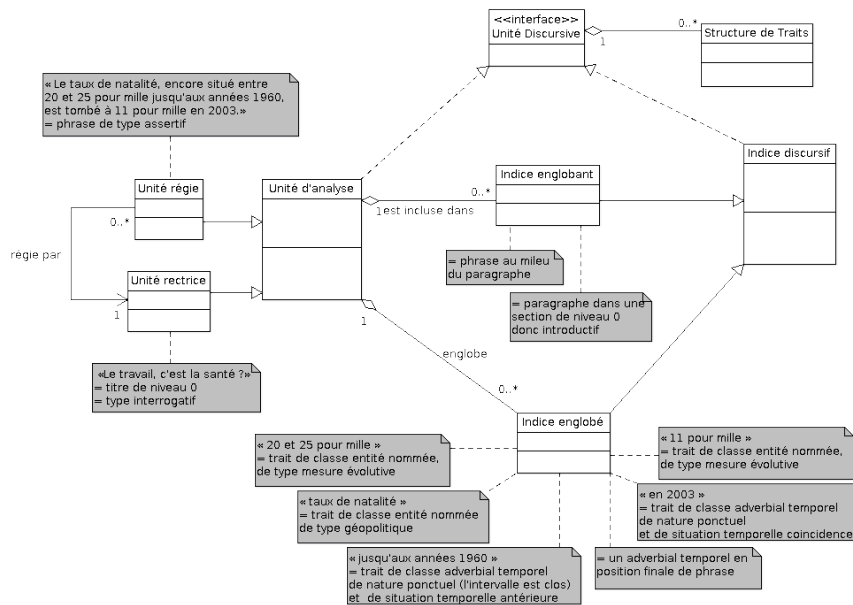 <<interface>>
Unité Discursive
1
0..*
Structure de Traits
« Le taux de natalité, encore situé entre
20 et 25 pour mille jusqu'aux années 1960,
est tombé à 11 pour mille en 2003.»
= phrase de type assertif
Indice discursif
Unité régie
0..*
Unité d'analyse
1 est incluse dans
0..*
Indice englobant
régie par
= phrase au mileu
du paragraphe
Unité rectrice
1
= paragraphe dans une
section de niveau 0
donc introductif
1
englobe
0..*
«Le travail, c'est la santé ?»
= titre de niveau 0
= type interrogatif
Indice englobé
« 20 et 25 pour mille »
= trait de classe entité nommée,
de type mesure évolutive
« 11 pour mille »
= trait de classe entité nommée,
de type mesure évolutive
« taux de natalité »
= trait de classe entité nommée
de type géopolitique
« en 2003 »
= trait de classe adverbial temporel
de nature ponctuel
et de situation temporelle coincidence
« jusqu'aux années 1960 »
= trait de classe adverbial temporel
de nature ponctuel (l'intervalle est clos)
et de situation temporelle antérieure
= un adverbial temporel en
position finale de phrase